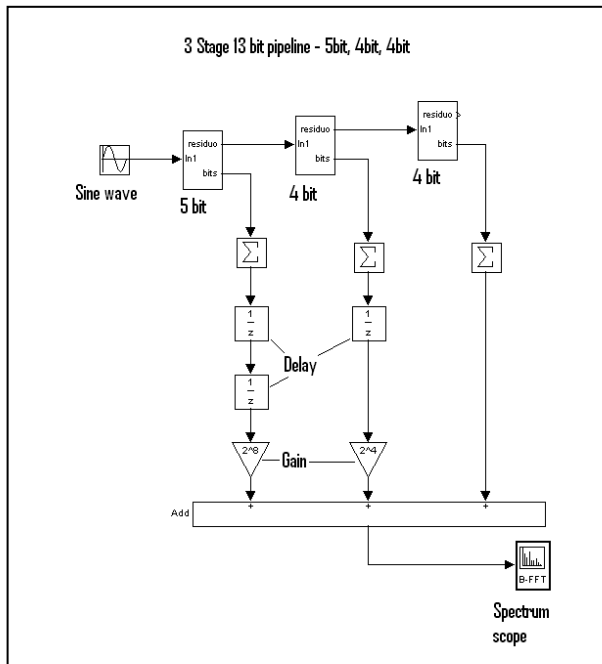 3 Stage 13 bit pipeline - 5bit, 4bit, 4bit
residuo
In1
bits
residuo
In1
bits
residuo
In1
bits
Sine wave
5 bit
4 bit
4 bit
Σ
Σ
Σ
1
z
1
z
Delay
1
z
2^8
Gain
2^4
Add
+
+
+
B-FFT
Spectrum
scope